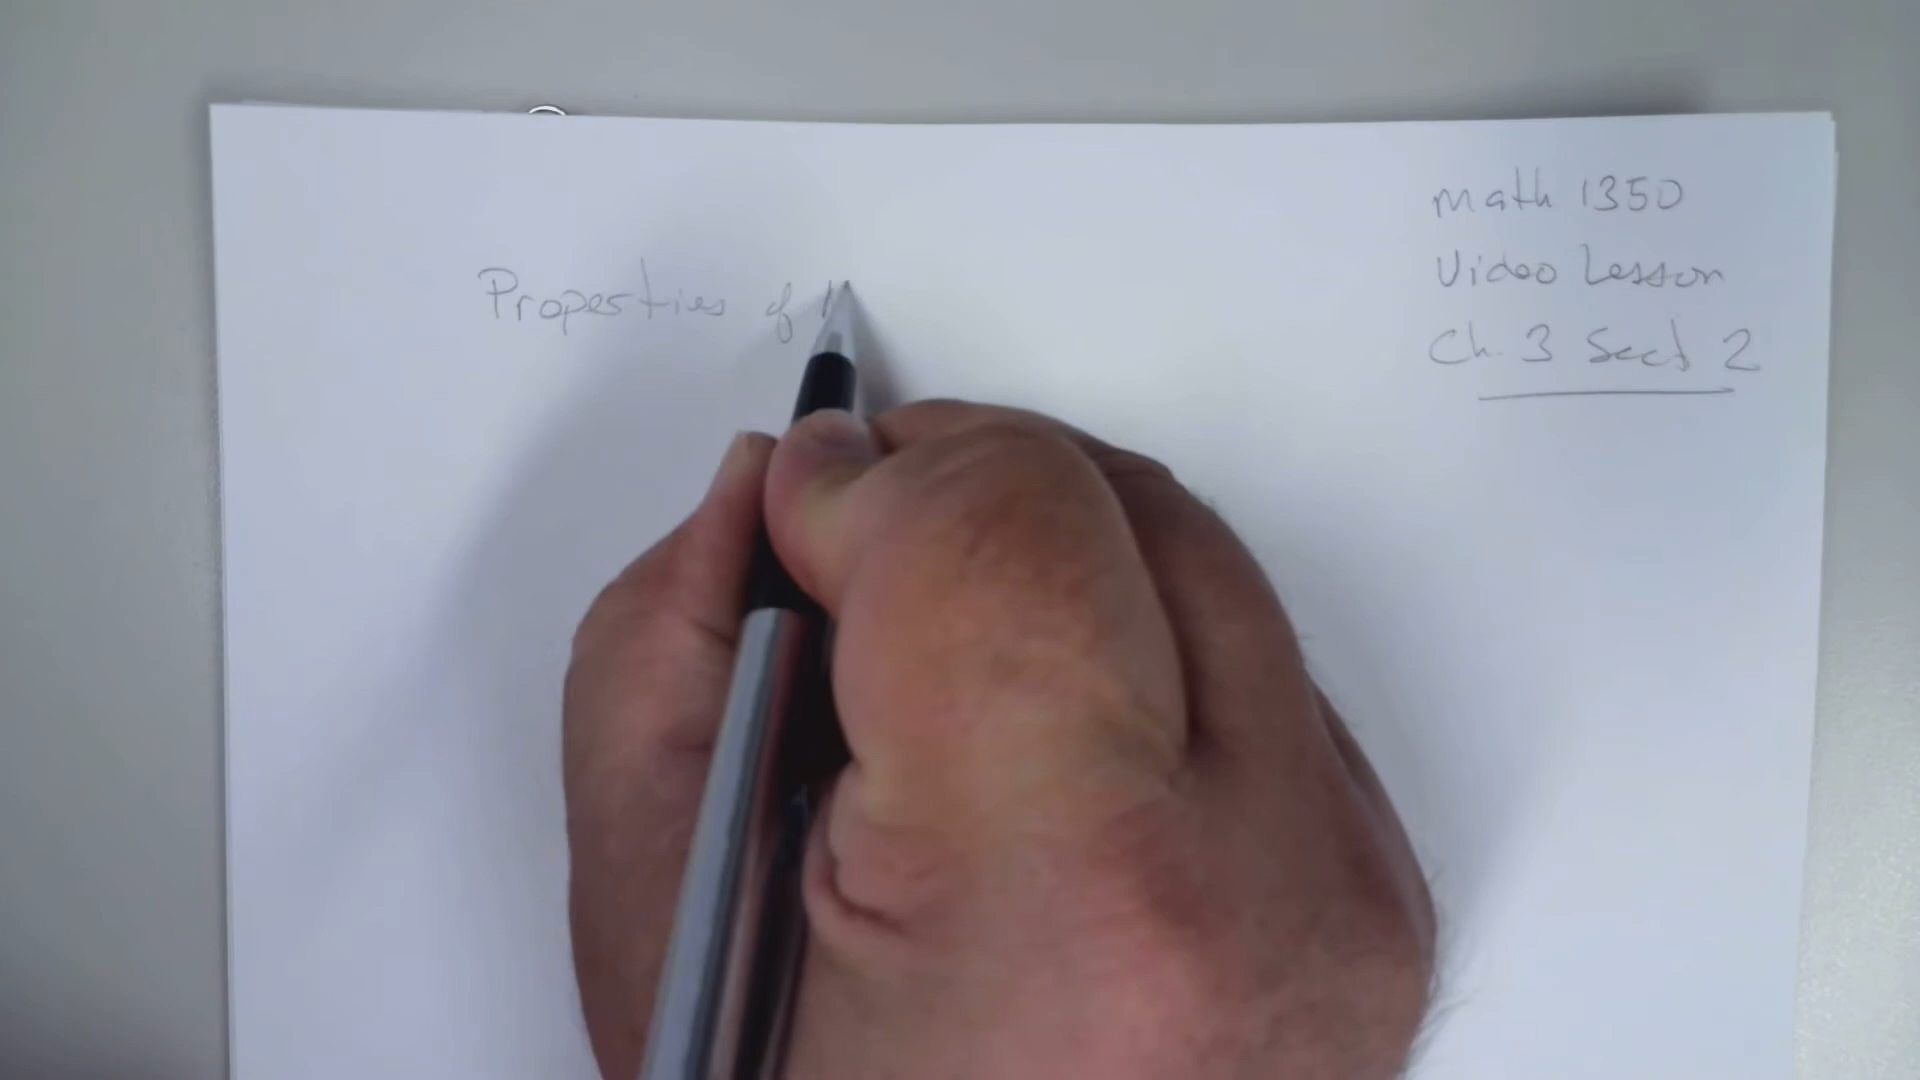 math 1350
Video Lesson
Ch. 3 Sect 2
Properties of